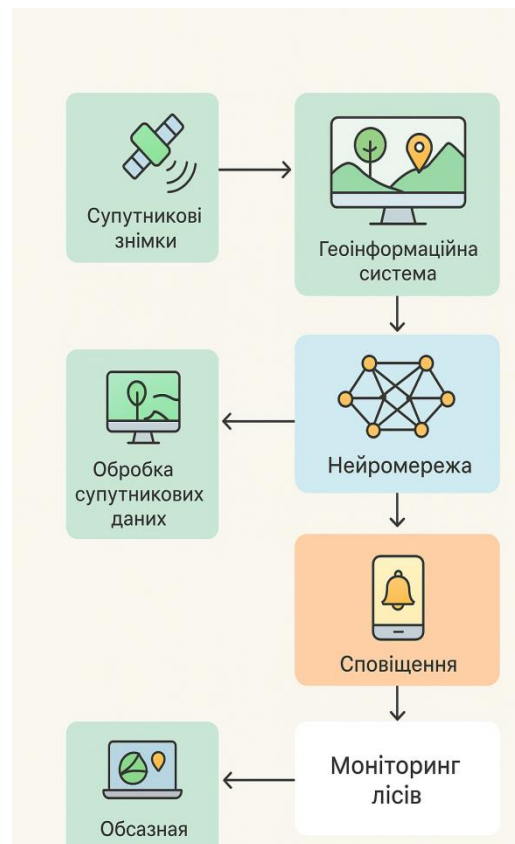 Супутникові
знімки
Геоінформаційна
система
Обробка
супутникових
даних
Нейромережа
Сповіщення
Моніторинг
лісів
Обсазная